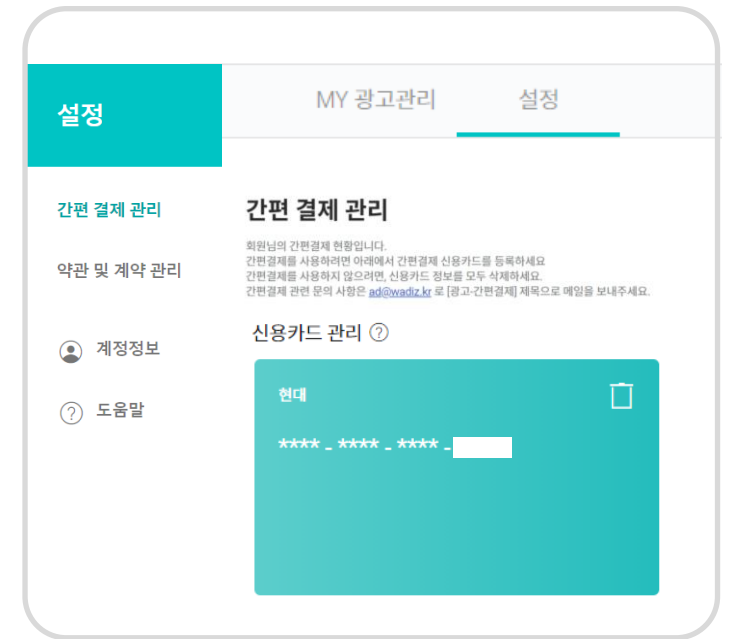 MY 광고관리 설정
설정
간편 결제 관리
약관 및 계약 관리
계정정보
? 도움말
간편 결제 관리
회원님의 간편결제 현황입니다.
간편결제를 사용하려면 아래에서 간편결제 신용카드를 등록하세요
간편결제를 사용하지 않으려면, 신용카드 정보를 모두 삭제하세요.
간편결제 관련 문의 사항은 ad@wadiz.kr 로 [광고-간편결제] 제목으로 메일을 보내주세요.
신용카드 관리 ?
현대
**** - **** - **** -